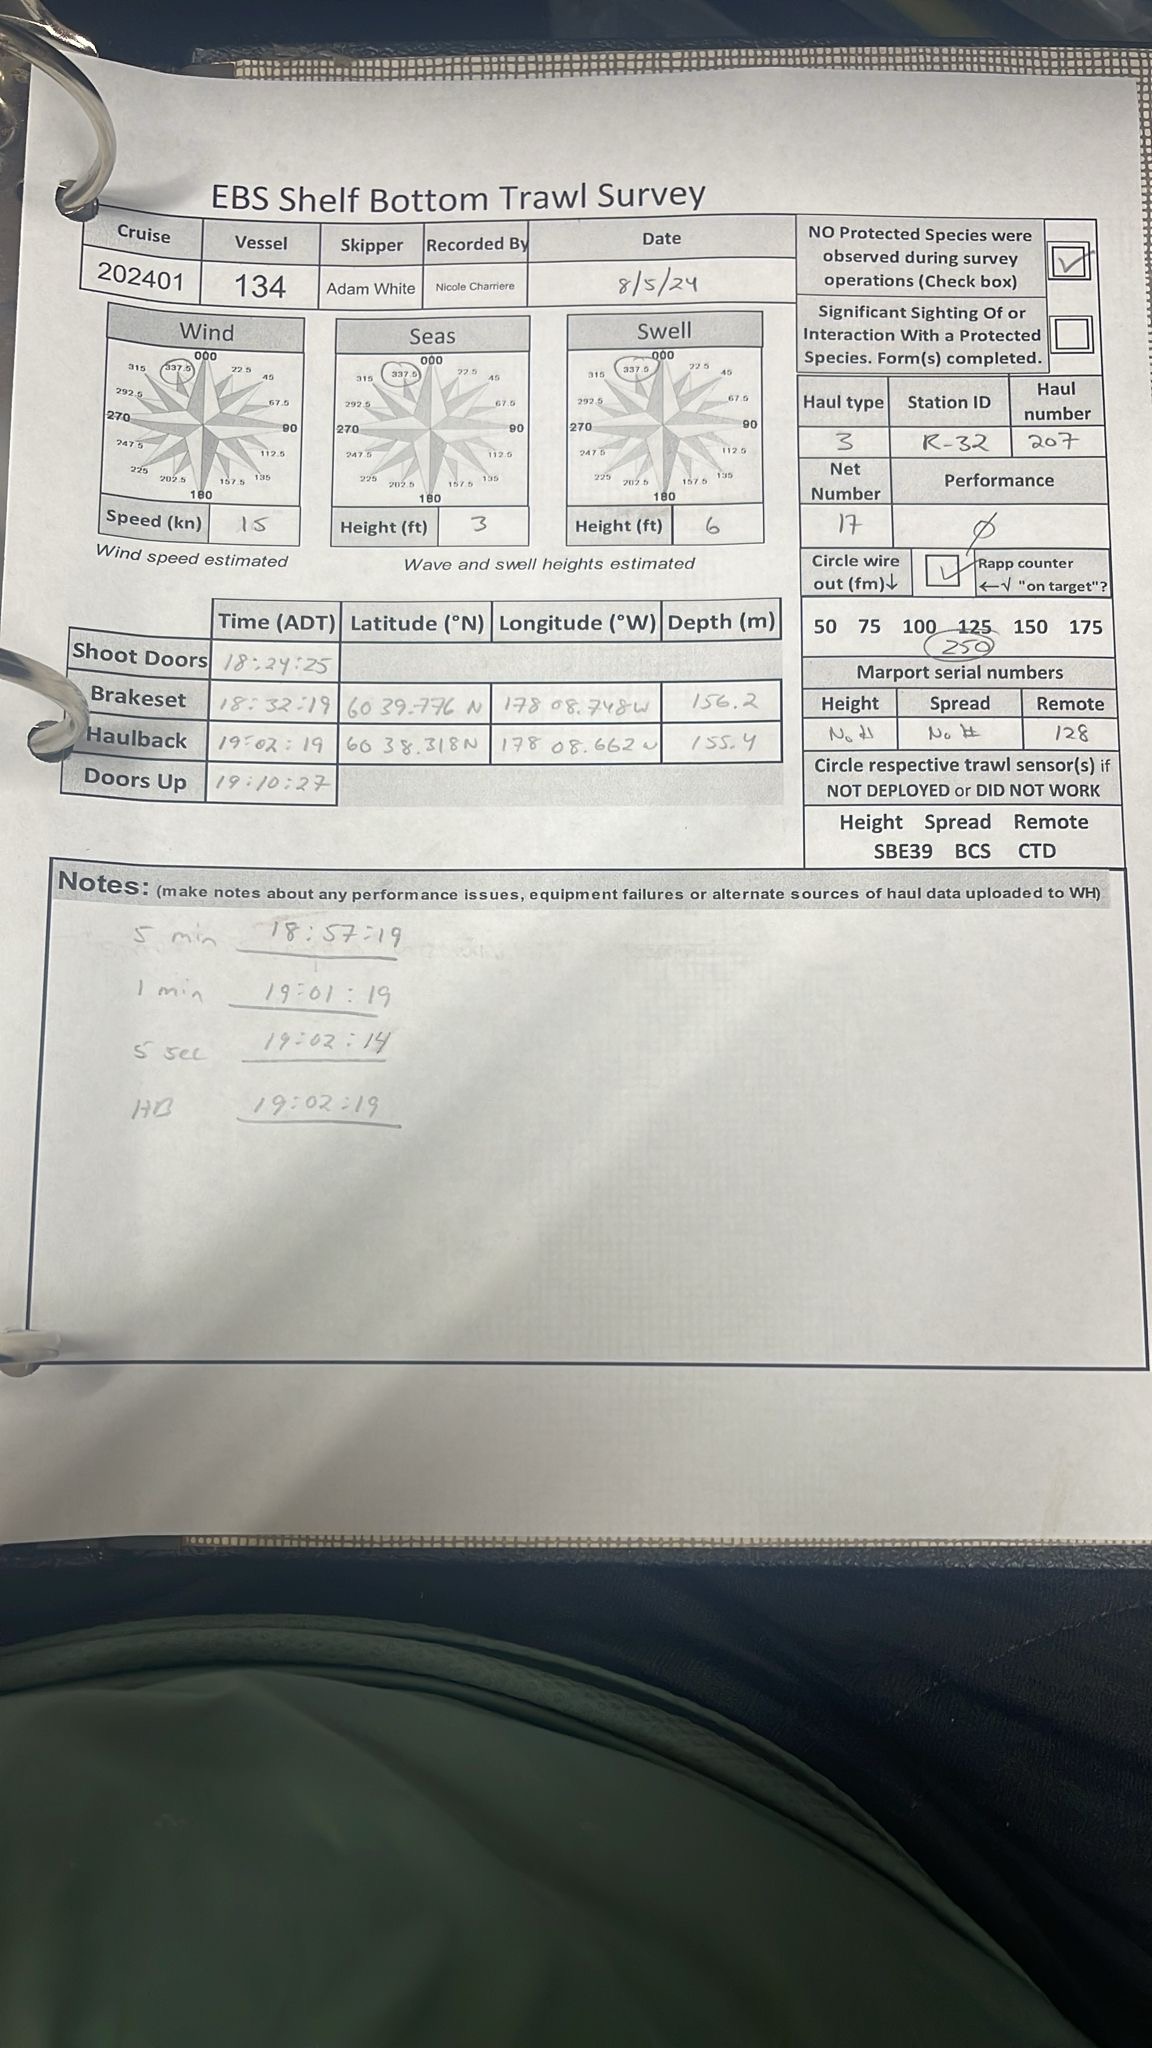 EBS Shelf Bottom Trawl Survey
Cruise Vessel Skipper Recorded By Date
202401 134 Adam White Nicole Charriere 8/5/24
NO Protected Species were
observed during survey
operations (Check box)
Significant Sighting Of or
Interaction With a Protected
Species. Form(s) completed.
Wind
000
22.5
45
67.5
90
112.5
135
157.5
180
202.5
225
247.5
270
292.5
315
337.5
Speed (kn) 15
Wind speed estimated
Seas
000
22.5
45
67.5
90
112.5
135
157.5
180
202.5
225
247.5
270
292.5
315
337.5
Height (ft) 3
Swell
000
22.5
45
67.5
90
112.5
135
157.5
180
202.5
225
247.5
270
292.5
315
337.5
Height (ft) 6
Wave and swell heights estimated
Haul type Station ID Haul number
3 R-32 207
Net Number Performance
17 ∅
Circle wire
out (fm)↓
Rapp counter
←√ "on target"?
50 75 100 125 150 175
250
Marport serial numbers
Height Spread Remote
No # No # 128
Circle respective trawl sensor(s) if
NOT DEPLOYED or DID NOT WORK
Height Spread Remote
SBE39 BCS CTD
Time (ADT) Latitude (°N) Longitude (°W) Depth (m)
Shoot Doors 18:24:25
Brakeset 18:32:19 60 39.776 N 178 08.748W 156.2
Haulback 19:02:19 60 38.318N 178 08.662W 155.4
Doors Up 19:10:27
Notes: (make notes about any performance issues, equipment failures or alternate sources of haul data uploaded to WH)
5 min 18:57:19
1 min 19:01:19
5 sec 19:02:14
HB 19:02:19